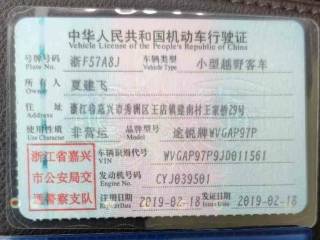 中华人民共和国机动车行驶证
Vehicle License of the People's Republic of China
号牌号码 Plate No. 浙F57A8J 车辆类型 Vehicle Type 小型越野客车
所有人 Owner 夏建飞
住址 Address 浙江省嘉兴市秀洲区王店镇建南村王家桥29号
使用性质 Use Character 非营运 品牌型号 Model 途锐牌WVGAP97P
浙江省嘉兴市公安局交通警察支队
车辆识别代号 VIN WVGAP97P9JD011561
发动机号码 Engine No. CYJ039501
注册日期 Register Date 2019-02-18 发证日期 Issue Date 2019-02-18